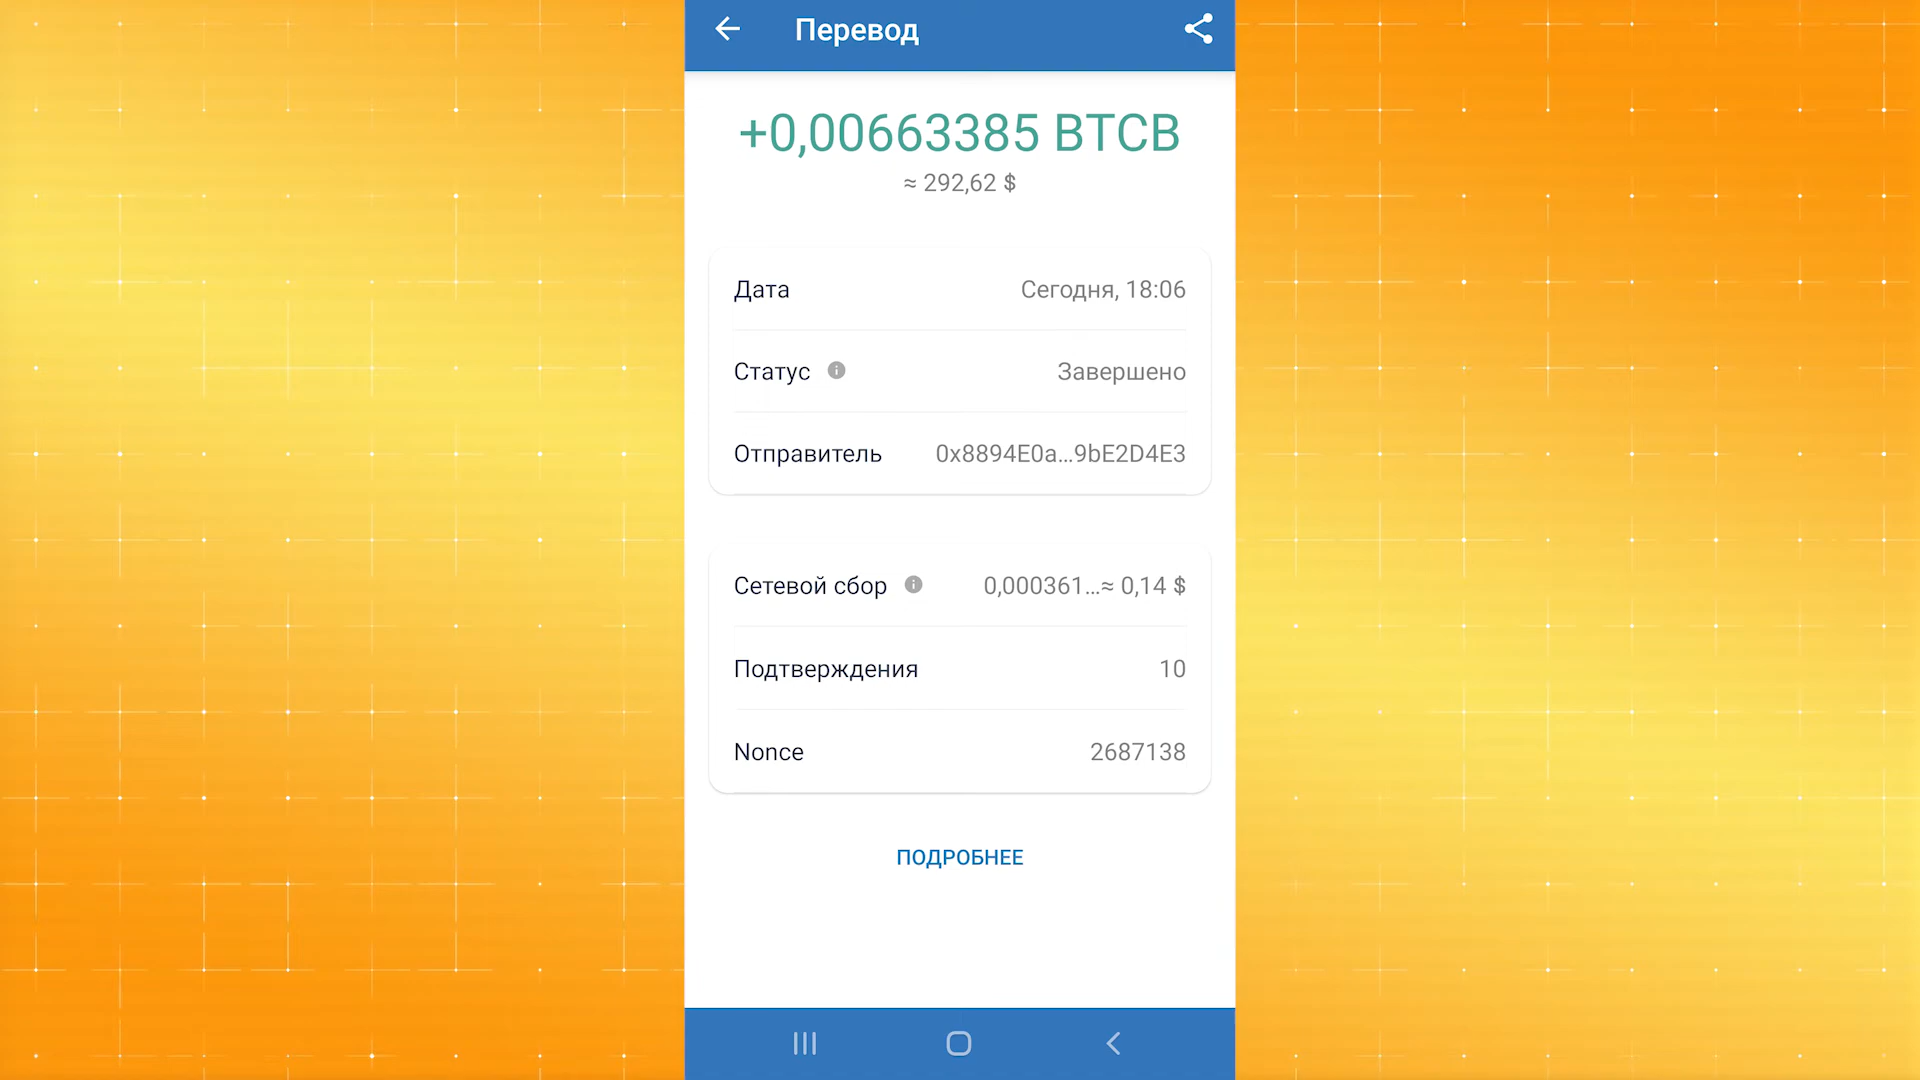 Перевод
+0,00663385 BTCB
≈ 292,62 $
Дата Сегодня, 18:06
Статус Завершено
Отправитель 0x8894E0a...9bE2D4E3
Сетевой сбор 0,000361...≈ 0,14 $
Подтверждения 10
Nonce 2687138
ПОДРОБНЕЕ